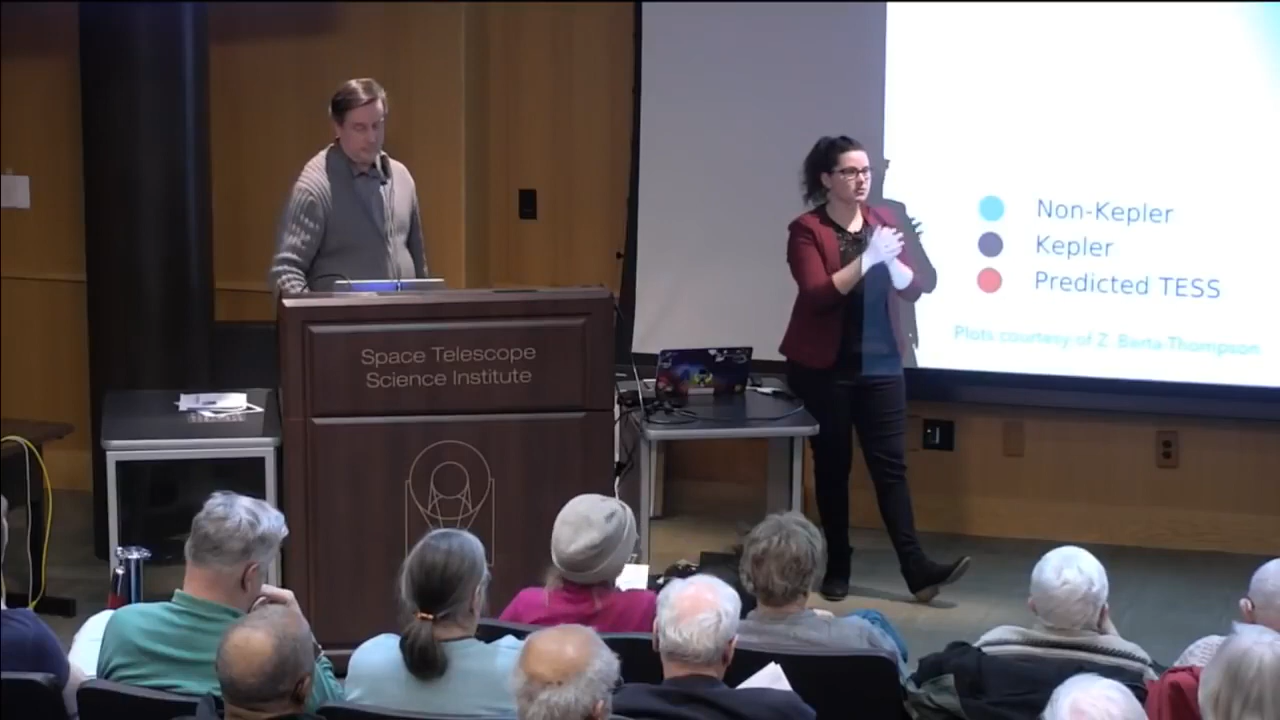 Non-Kepler
Kepler
Predicted TESS
Plots courtesy of Z. Berta Thompson
Space Telescope
Science Institute